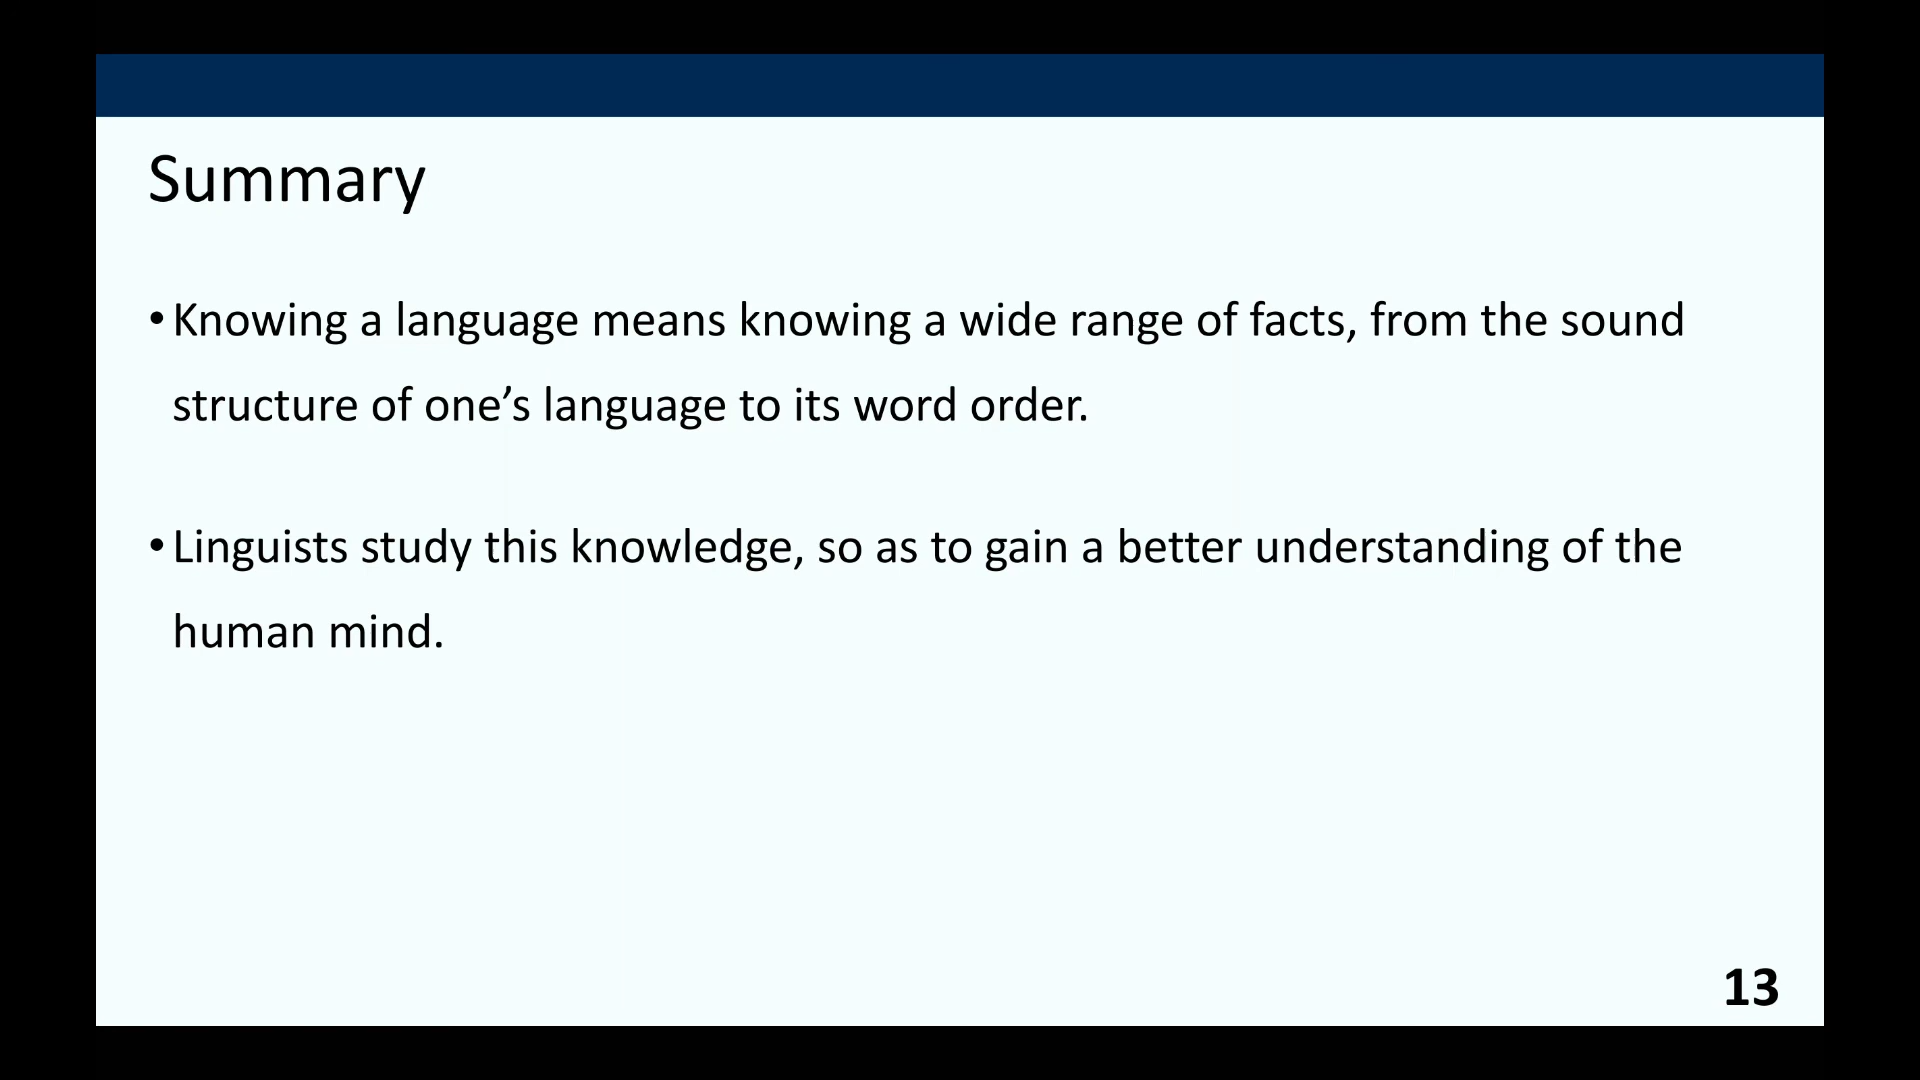 Summary
•Knowing a language means knowing a wide range of facts, from the sound
structure of one’s language to its word order.
•Linguists study this knowledge, so as to gain a better understanding of the
human mind.
13